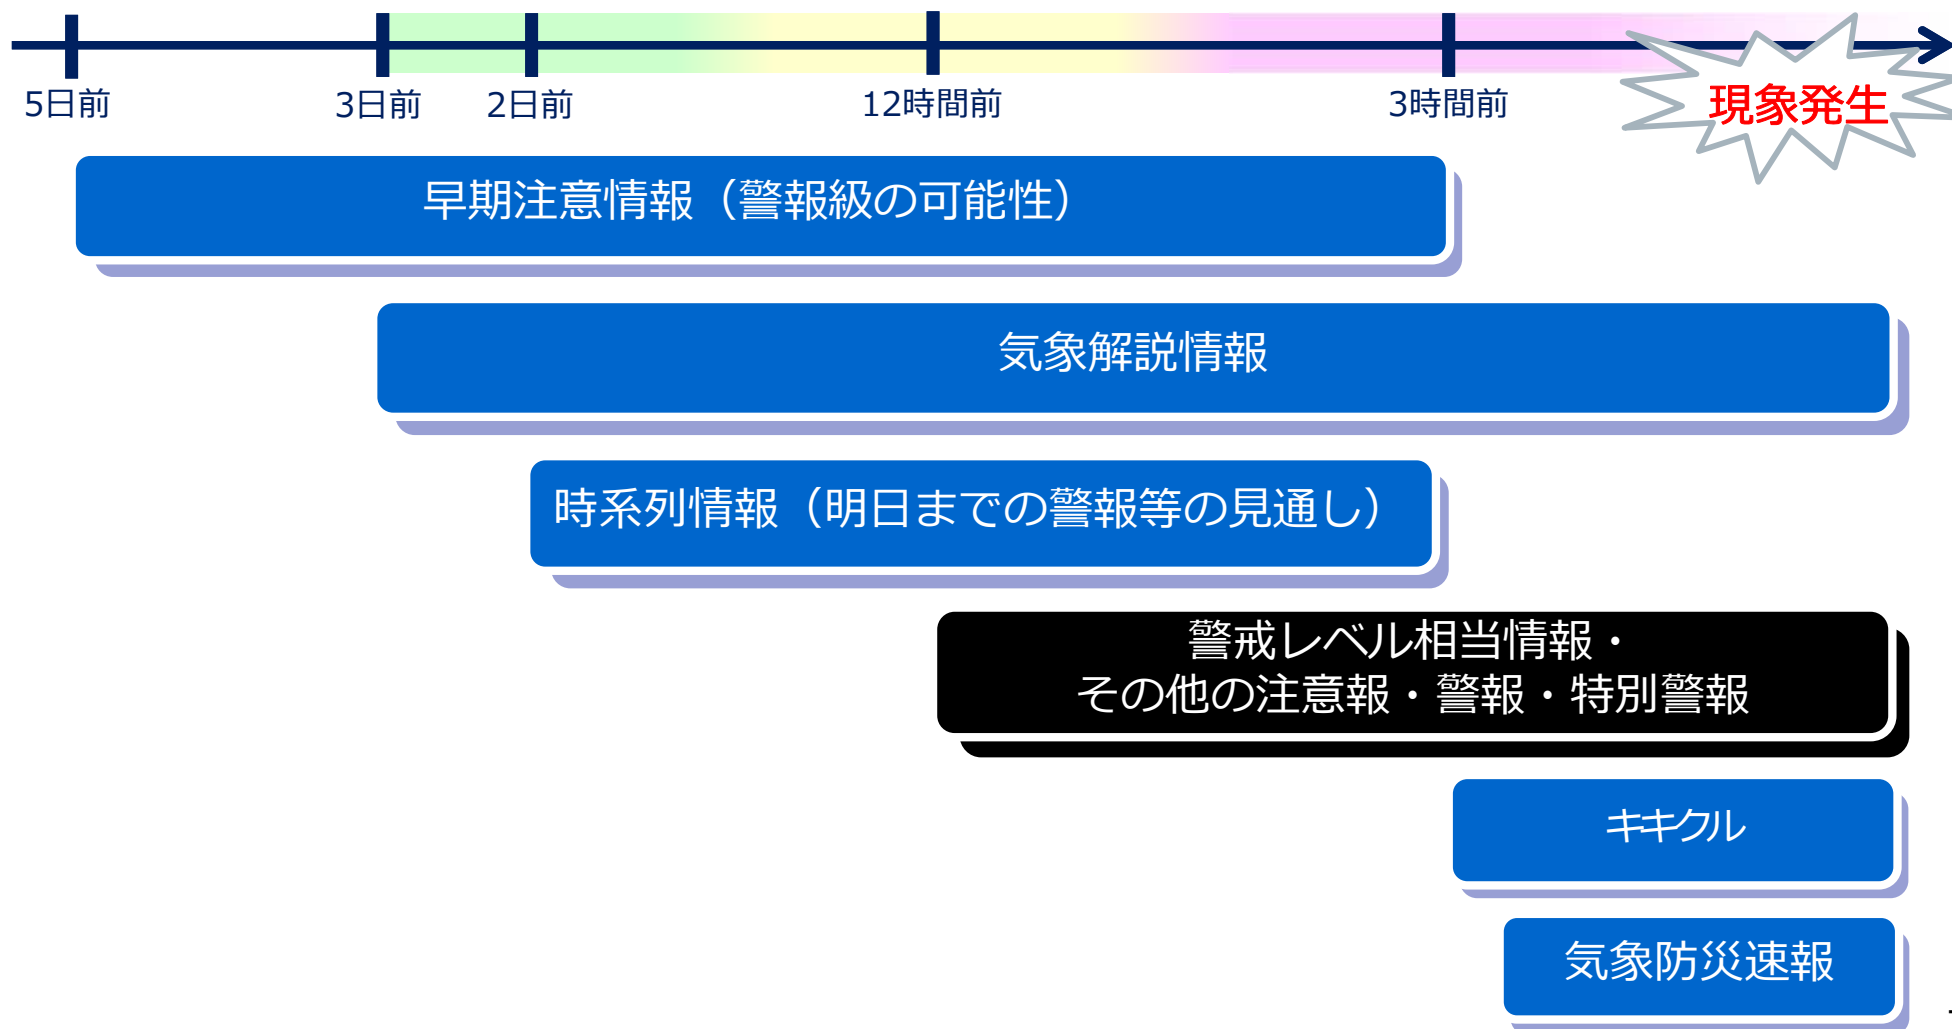 5日前
3日前
2日前
12時間前
3時間前
現象発生
早期注意情報（警報級の可能性）
気象解説情報
時系列情報（明日までの警報等の見通し）
警戒レベル相当情報・
その他の注意報・警報・特別警報
キキクル
気象防災速報